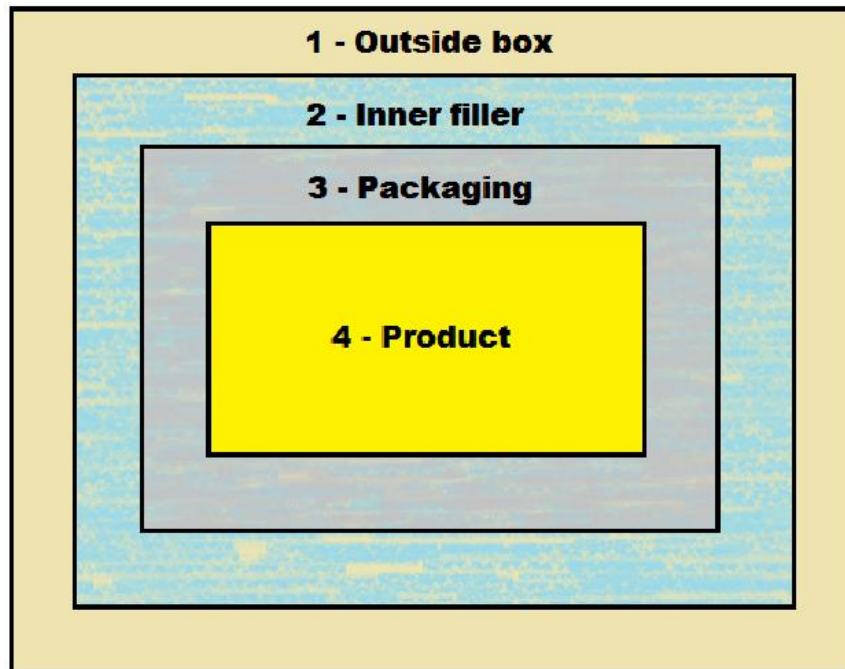 1 - Outside box
2 - Inner filler
3 - Packaging
4 - Product